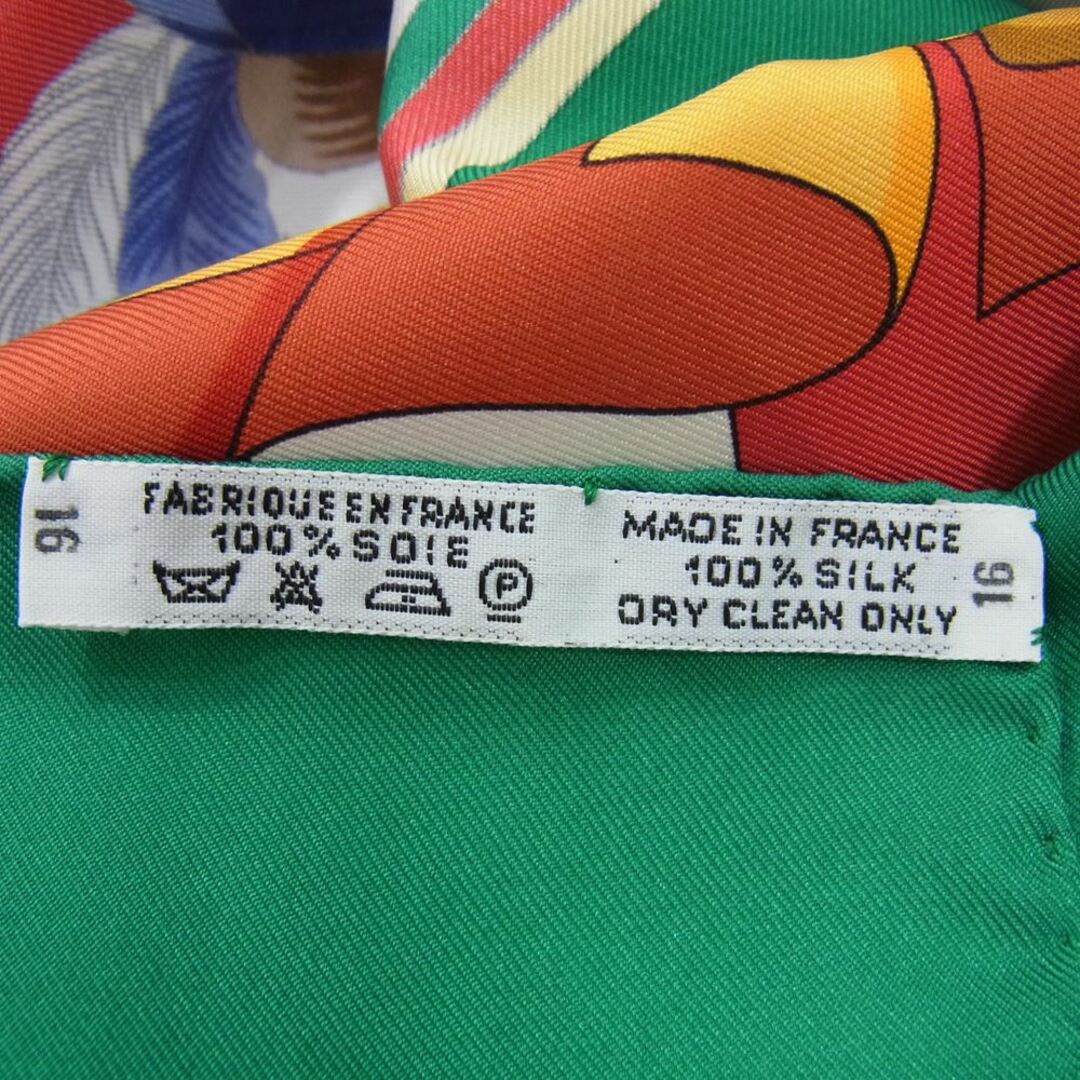 16
FABRIQUE EN FRANCE
100% SOIE
P
MADE IN FRANCE
100% SILK
DRY CLEAN ONLY
16